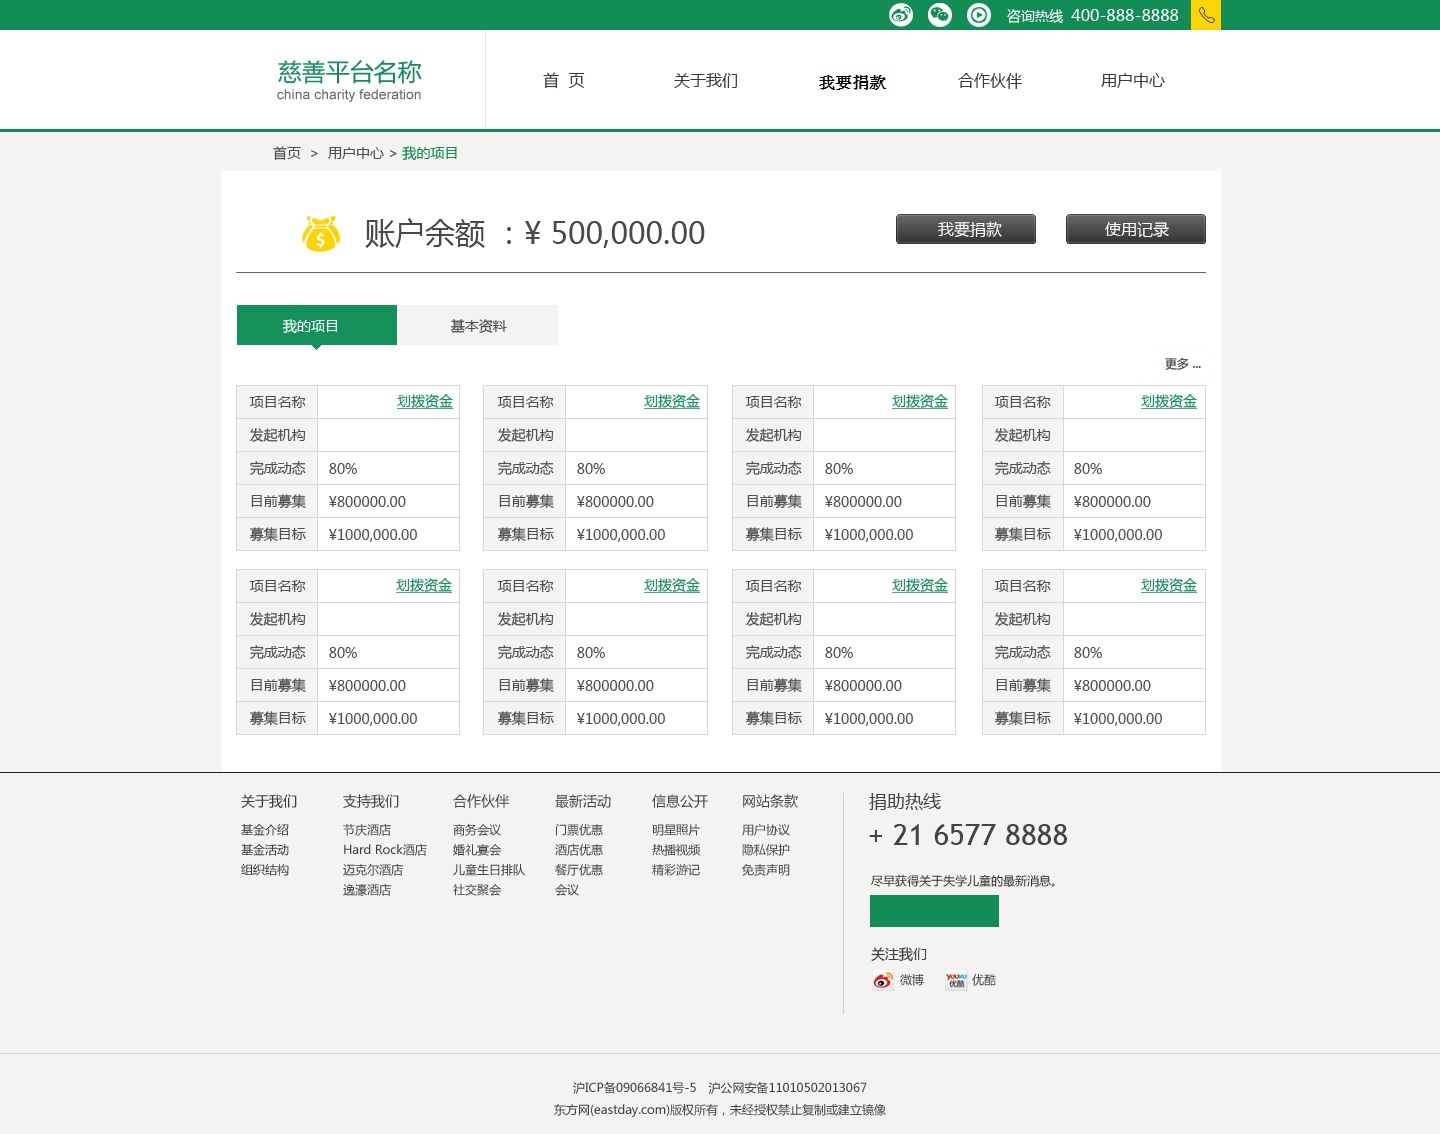 咨询热线 400-888-8888
慈善平台名称
china charity federation
首 页 关于我们 我要捐款 合作伙伴 用户中心
首页 > 用户中心 > 我的项目
账户余额 ：¥ 500,000.00 我要捐款 使用记录
我的项目 基本资料
更多 ...
项目名称 划拨资金 项目名称 划拨资金 项目名称 划拨资金 项目名称 划拨资金
发起机构 发起机构 发起机构 发起机构
完成动态 80% 完成动态 80% 完成动态 80% 完成动态 80%
目前募集 ¥800000.00 目前募集 ¥800000.00 目前募集 ¥800000.00 目前募集 ¥800000.00
募集目标 ¥1000,000.00 募集目标 ¥1000,000.00 募集目标 ¥1000,000.00 募集目标 ¥1000,000.00
项目名称 划拨资金 项目名称 划拨资金 项目名称 划拨资金 项目名称 划拨资金
发起机构 发起机构 发起机构 发起机构
完成动态 80% 完成动态 80% 完成动态 80% 完成动态 80%
目前募集 ¥800000.00 目前募集 ¥800000.00 目前募集 ¥800000.00 目前募集 ¥800000.00
募集目标 ¥1000,000.00 募集目标 ¥1000,000.00 募集目标 ¥1000,000.00 募集目标 ¥1000,000.00
关于我们
基金介绍
基金活动
组织结构
支持我们
节庆酒店
Hard Rock酒店
迈克尔酒店
逸濠酒店
合作伙伴
商务会议
婚礼宴会
儿童生日排队
社交聚会
最新活动
门票优惠
酒店优惠
餐厅优惠
会议
信息公开
明星照片
热播视频
精彩游记
网站条款
用户协议
隐私保护
免责声明
捐助热线
+ 21 6577 8888
尽早获得关于失学儿童的最新消息。
关注我们
微博 YOUKU 优酷 优酷
沪ICP备09066841号-5 沪公网安备11010502013067
东方网(eastday.com)版权所有，未经授权禁止复制或建立镜像